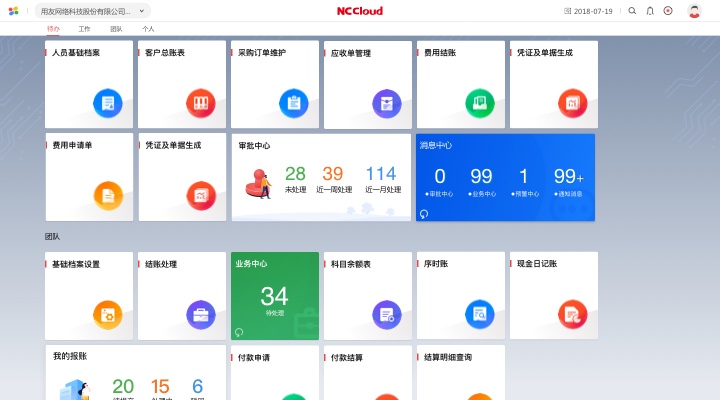 用友网络科技股份有限公司...
NCCloud
2018-07-19
待办 工作 团队 个人
人员基础档案 客户总账表 采购订单维护 应收单管理 费用结账 凭证及单据生成
费用申请单 凭证及单据生成 审批中心 消息中心
28 39 114
未处理 近一周处理 近一月处理
0 99 1 99+
审批中心 业务中心 预警中心 通知消息
团队
基础档案设置 结账处理 业务中心 科目余额表 序时账 现金日记账
34
待处理
我的报账 付款申请 付款结算 结算明细查询
20 15 6